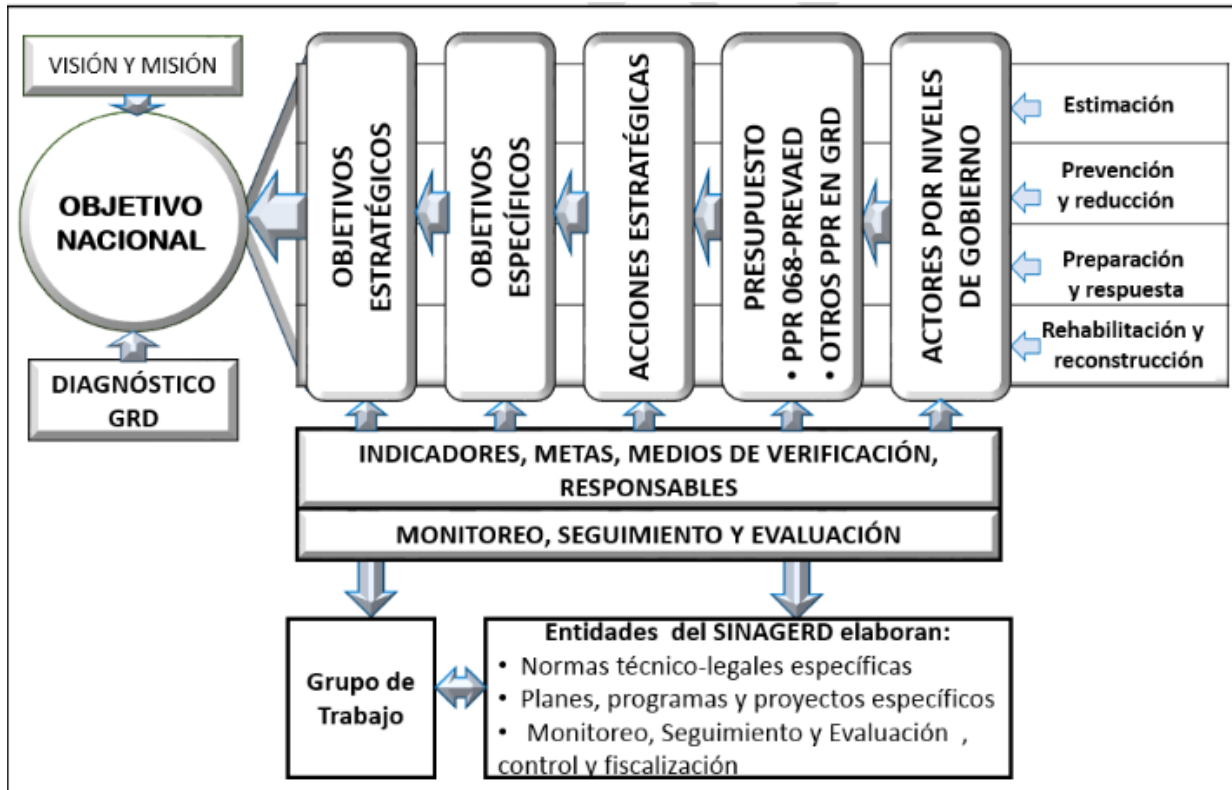 VISIÓN Y MISIÓN
OBJETIVO
NACIONAL
DIAGNÓSTICO
GRD
OBJETIVOS
ESTRATÉGICOS
OBJETIVOS
ESPECÍFICOS
ACCIONES ESTRATÉGICAS
PRESUPUESTO
• PPR 068-PREVAED
• OTROS PPR EN GRD
ACTORES POR NIVELES
DE GOBIERNO
Estimación
Prevención
y reducción
Preparación
y respuesta
Rehabilitación y
reconstrucción
INDICADORES, METAS, MEDIOS DE VERIFICACIÓN,
RESPONSABLES
MONITOREO, SEGUIMIENTO Y EVALUACIÓN
Grupo de
Trabajo
Entidades del SINAGERD elaboran:
• Normas técnico-legales específicas
• Planes, programas y proyectos específicos
• Monitoreo, Seguimiento y Evaluación ,
control y fiscalización